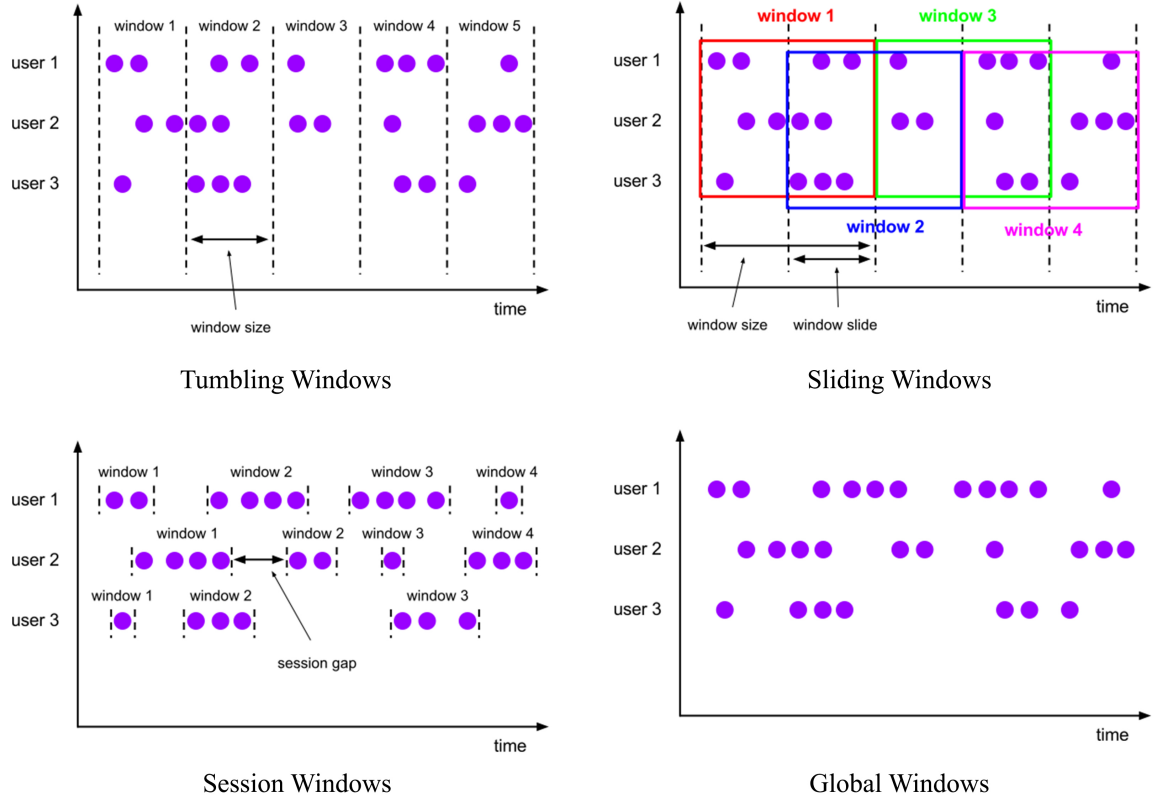 window 1 window 2 window 3 window 4 window 5
user 1
user 2
user 3
time
window size
Tumbling Windows
window 1 window 3
user 1
user 2
user 3
window 2 window 4
time
window size window slide
Sliding Windows
window 1 window 2 window 3 window 4
user 1
window 1 window 2 window 3 window 4
user 2
window 1 window 2 window 3
user 3
session gap
time
Session Windows
user 1
user 2
user 3
time
Global Windows